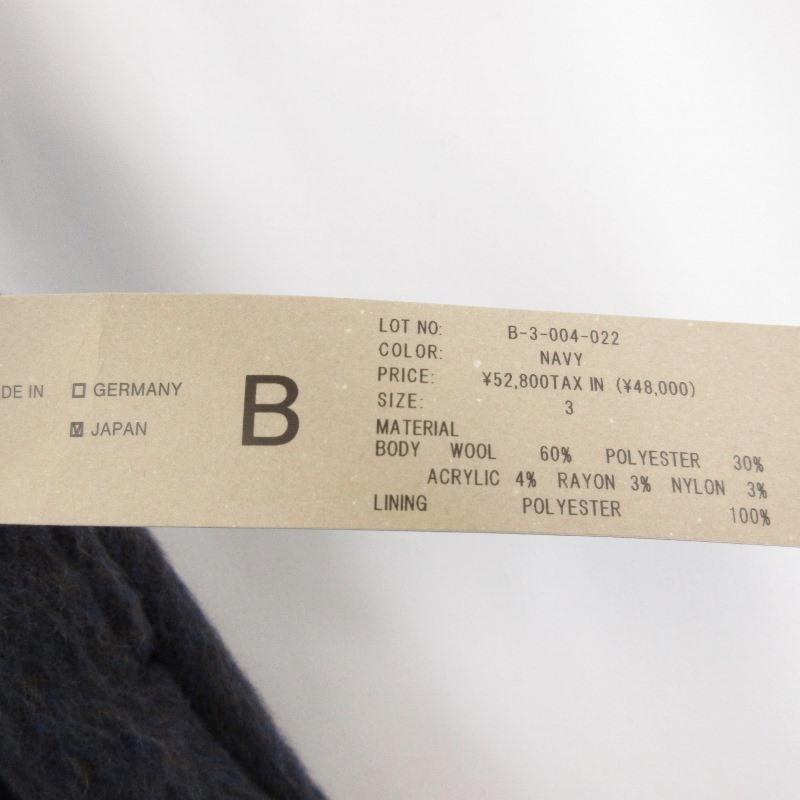 DE IN
☐ GERMANY
☑ JAPAN
B
LOT NO: B-3-004-022
COLOR: NAVY
PRICE: ¥52,800TAX IN (¥48,000)
SIZE: 3
MATERIAL
BODY WOOL 60% POLYESTER 30%
ACRYLIC 4% RAYON 3% NYLON 3%
LINING POLYESTER 100%